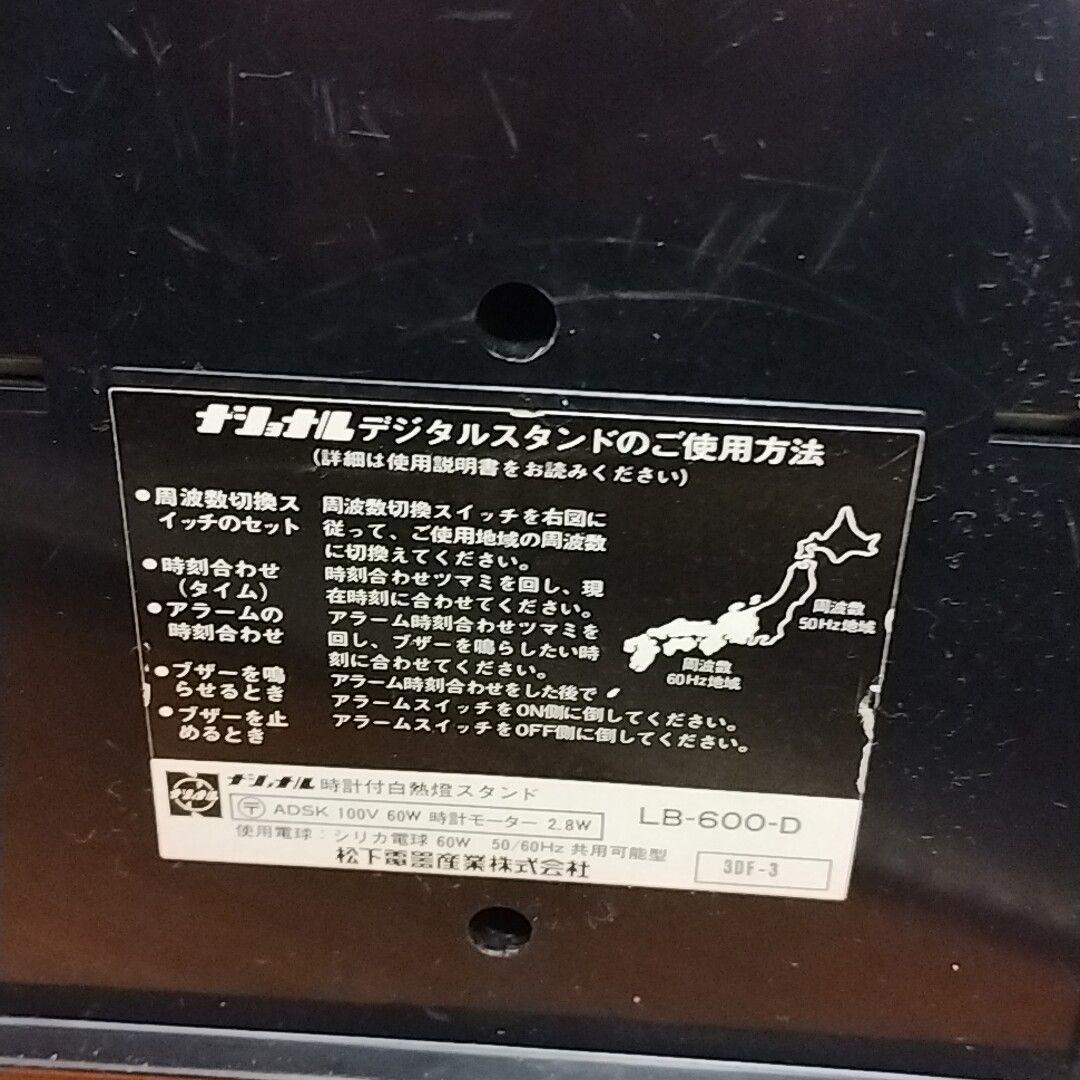 ナショナルデジタルスタンドのご使用方法
(詳細は使用説明書をお読みください)
●周波数切換ス
イッチのセット
周波数切換スイッチを右図に
従って、ご使用地域の周波数
に切換えてください。
●時刻合わせ
(タイム)
時刻合わせツマミを回し、現
在時刻に合わせてください。
●アラームの
時刻合わせ
アラーム時刻合わせツマミを
回し、ブザーを鳴らしたい時
刻に合わせてください。
●ブザーを鳴
らせるとき
アラーム時刻合わせをした後で
アラームスイッチをON側に倒してください。
●ブザーを止
めるとき
アラームスイッチをOFF側に倒してください。
周波数
50Hz地域
周波数
60Hz地域
ナショナル 時計付白熱燈スタンド
〒 ADSK 100V 60W 時計モーター 2.8W
LB-600-D
使用電球:シリカ電球 60W 50/60Hz 共用可能型
松下電器産業株式会社
3DF-3